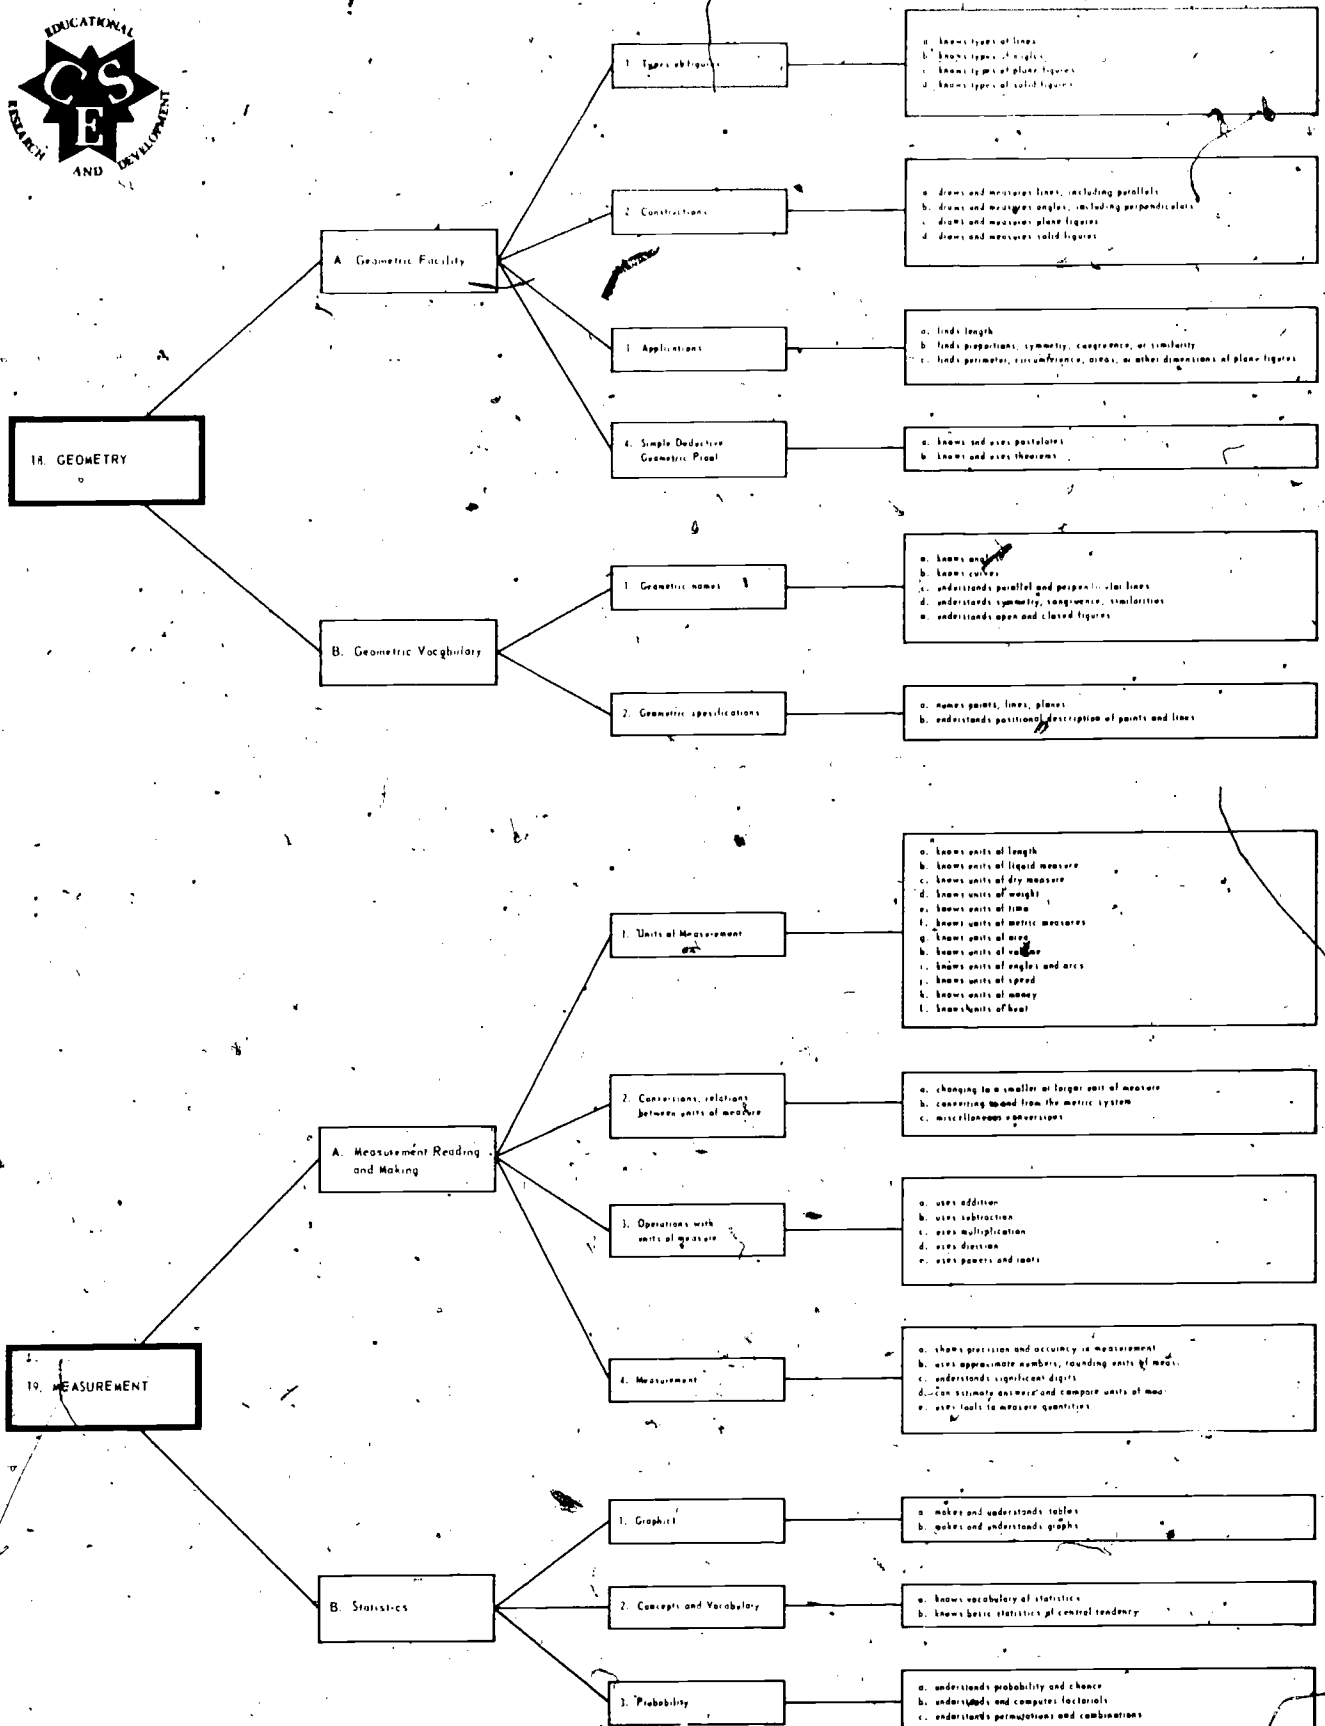 EDUCATIONAL
CSE
RESEARCH
AND
DEVELOPMENT
18. GEOMETRY
A. Geometric Facility
1. Types of figures
a. knows types of lines
b. knows types of angles
c. knows types of plane figures
d. knows types of solid figures
2. Constructions
a. draws and measures lines, including parallels
b. draws and measures angles, including perpendiculars
c. draws and measures plane figures
d. draws and measures solid figures
3. Applications
a. finds length
b. finds proportions, symmetry, congruence, or similarity
c. finds perimeter, circumference, areas, or other dimensions of plane figures
4. Simple Deductive
Geometric Proof
a. knows and uses postulates
b. knows and uses theorems
B. Geometric Vocabulary
1. Geometric names
a. knows
b. knows curves
c. understands parallel and perpendicular lines
d. understands symmetry, congruence, similarities
e. understands open and closed figures
2. Geometric specifications
a. names points, lines, planes
b. understands positional description of points and lines
19. MEASUREMENT
A. Measurement Reading
and Making
1. Units of Measurement
a. knows units of length
b. knows units of liquid measure
c. knows units of dry measure
d. knows units of weight
e. knows units of time
f. knows units of metric measures
g. knows units of area
h. knows units of volume
i. knows units of angles and arcs
j. knows units of speed
k. knows units of money
l. knows units of heat
2. Conversions, relations
between units of measure
a. changing to a smaller or larger unit of measure
b. converting to and from the metric system
c. miscellaneous conversions
3. Operations with
units of measure
a. uses addition
b. uses subtraction
c. uses multiplication
d. uses division
e. uses powers and roots
4. Measurement
a. shows precision and accuracy in measurement
b. uses approximate numbers, rounding units of meas.
c. understands significant digits
d. can estimate answers and compare units of mea
e. uses tools to measure quantities
B. Statistics
1. Graphics
a. makes and understands tables
b. makes and understands graphs
2. Concepts and Vocabulary
a. knows vocabulary of statistics
b. knows basic statistics of central tendency
3. Probability
a. understands probability and chance
b. understands and computes factorials
c. understands permutations and combinations